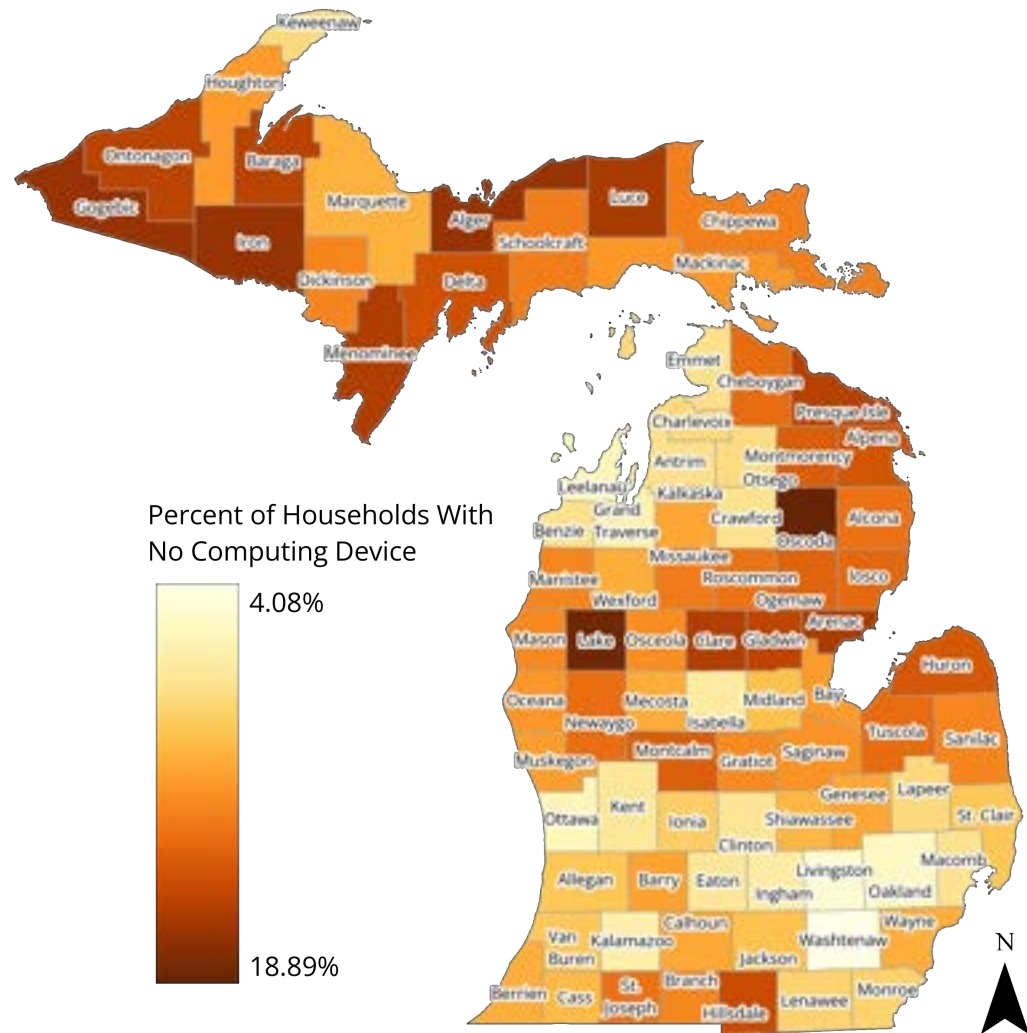 Keweenaw
Houghton
Ontonagon
Baraga
Gogebic
Marquette
Luce
Alger
Chippewa
Iron
Schoolcraft
Mackinac
Dickinson
Delta
Menominee
Emmet
Cheboygan
Presque Isle
Charlevoix
Alpena
Montmorency
Antrim
Otsego
Leelanau
Kalkaska
Grand
Traverse
Crawford
Alcona
Benzie
Oscoda
Missaukee
Manistee
Roscommon
Iosco
Wexford
Ogemaw
Arenac
Mason
Lake
Osceola
Clare
Gladwin
Huron
Oceana
Mecosta
Midland
Bay
Newaygo
Isabella
Tuscola
Sanilac
Montcalm
Saginaw
Muskegon
Gratiot
Genesee
Lapeer
Kent
Ottawa
Ionia
Shiawassee
St. Clair
Clinton
Macomb
Livingston
Allegan
Barry
Eaton
Ingham
Oakland
Calhoun
Wayne
Van
Buren
Kalamazoo
Washtenaw
Jackson
Branch
St.
Joseph
Berrien
Cass
Hillsdale
Lenawee
Monroe
Percent of Households With
No Computing Device
4.08%
18.89%
N